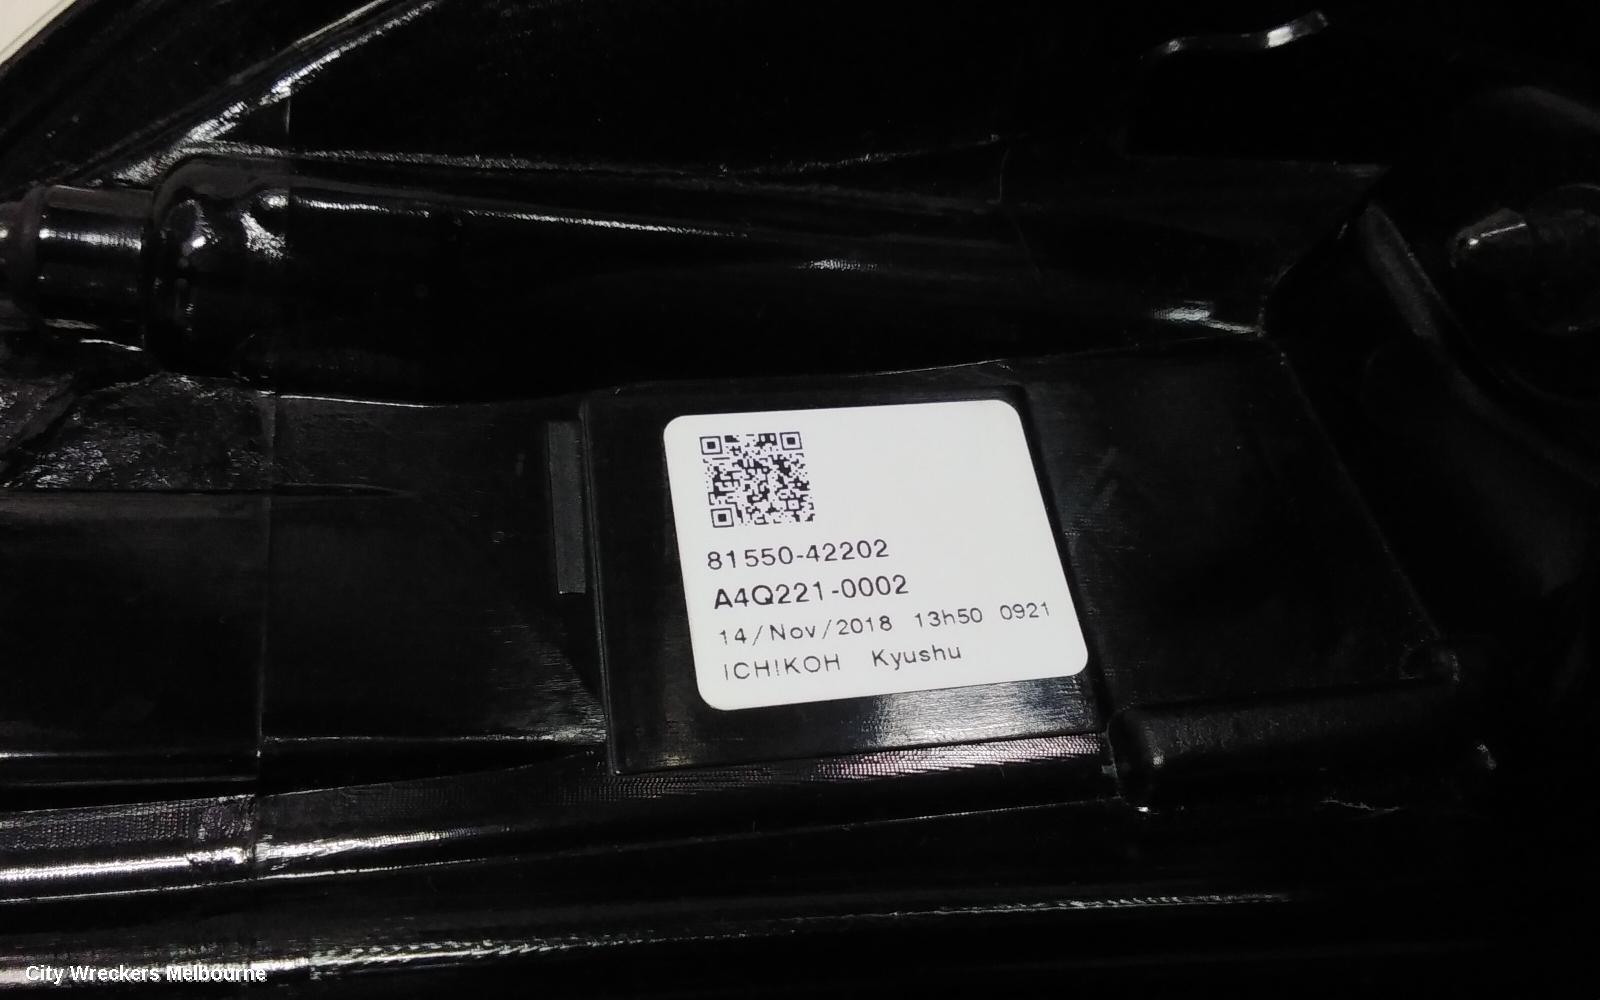 81550-42202
A4Q221-0002
14/Nov/2018 13h50 0921
ICHIKOH Kyushu
City Wreckers Melbourne